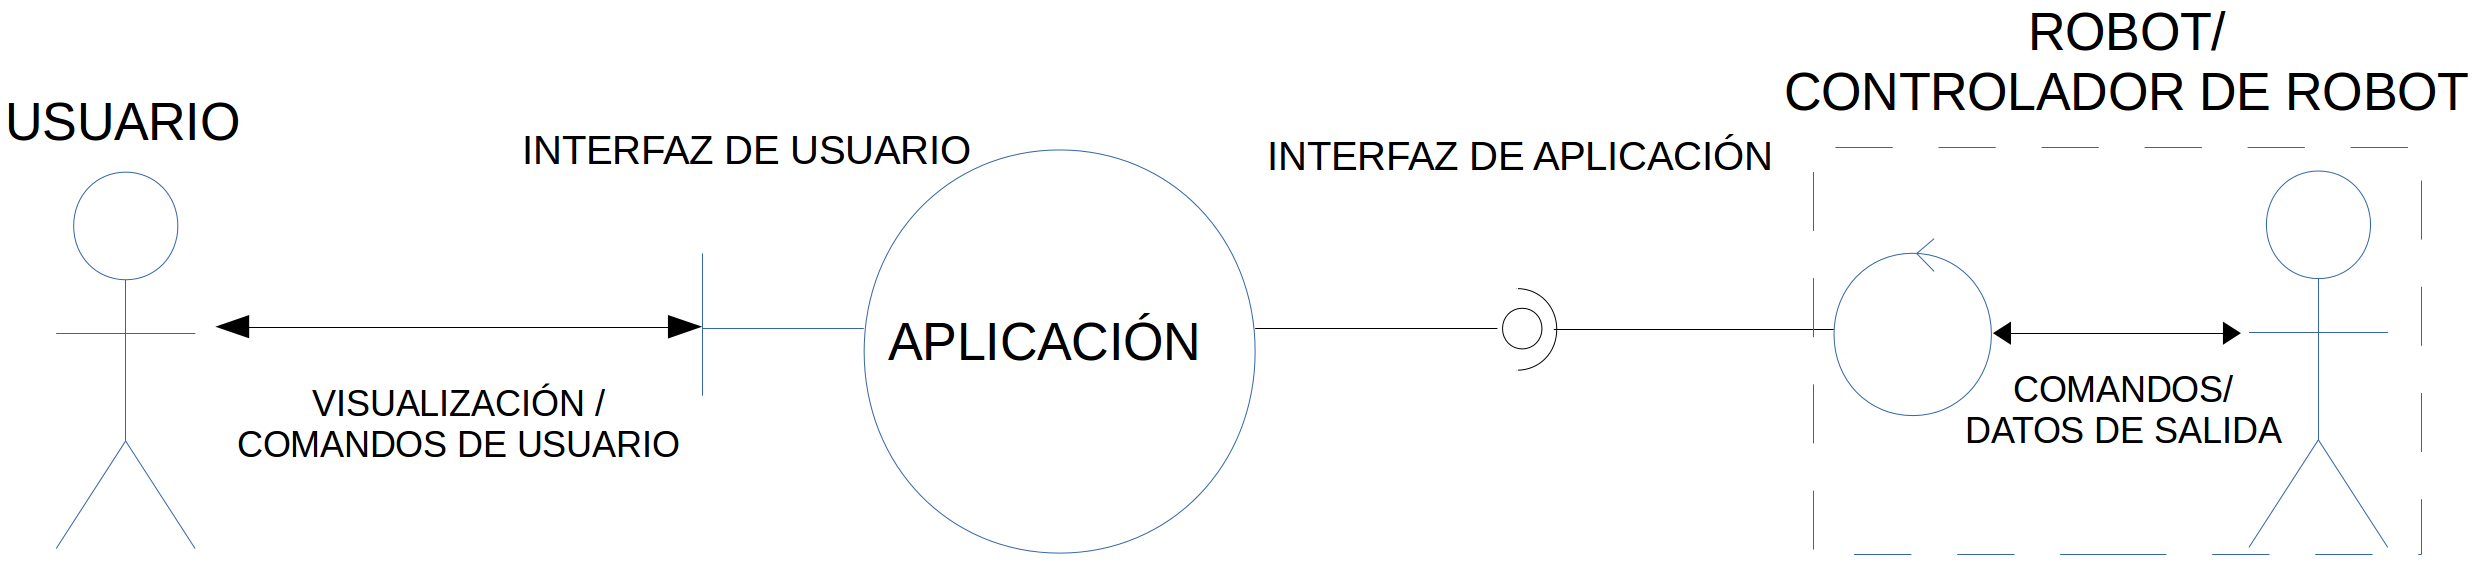 USUARIO
INTERFAZ DE USUARIO
VISUALIZACIÓN /
COMANDOS DE USUARIO
APLICACIÓN
INTERFAZ DE APLICACIÓN
ROBOT/
CONTROLADOR DE ROBOT
COMANDOS/
DATOS DE SALIDA